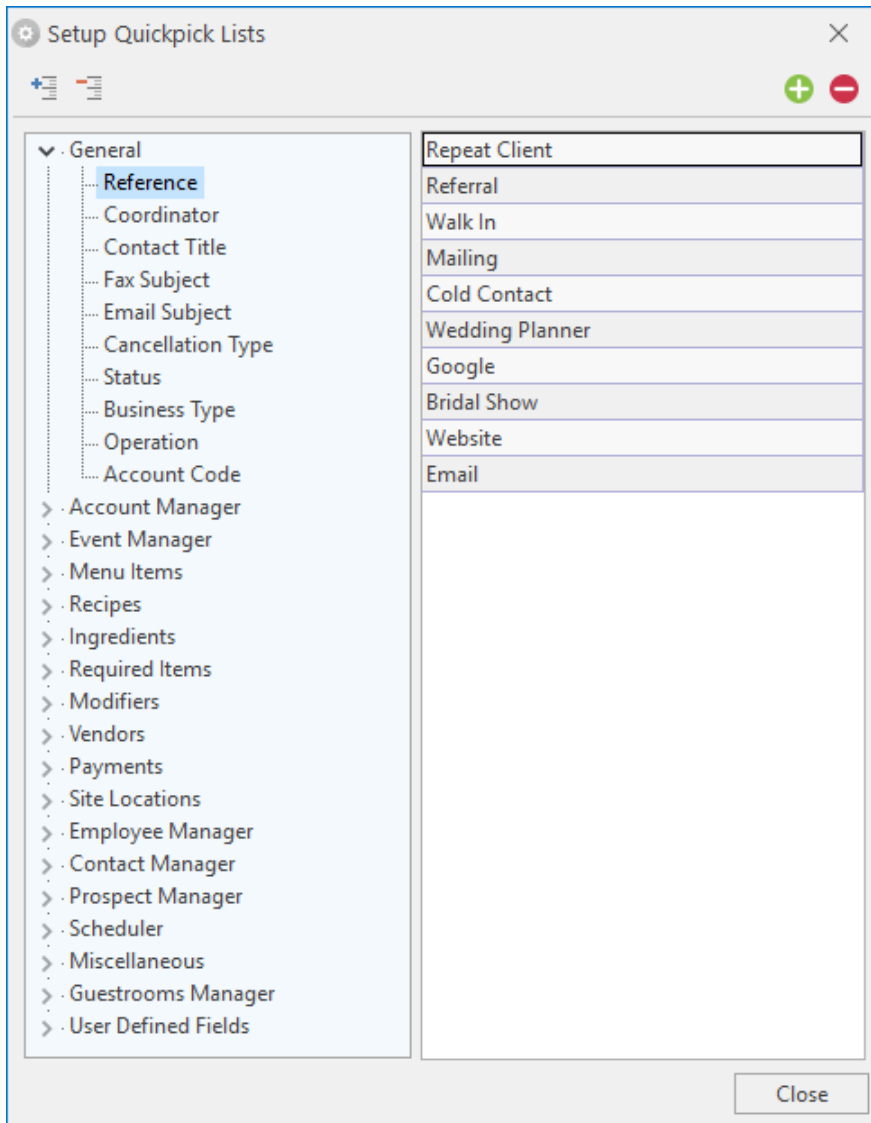 Setup Quickpick Lists
General
Reference
Coordinator
Contact Title
Fax Subject
Email Subject
Cancellation Type
Status
Business Type
Operation
Account Code
Account Manager
Event Manager
Menu Items
Recipes
Ingredients
Required Items
Modifiers
Vendors
Payments
Site Locations
Employee Manager
Contact Manager
Prospect Manager
Scheduler
Miscellaneous
Guestrooms Manager
User Defined Fields
Repeat Client
Referral
Walk In
Mailing
Cold Contact
Wedding Planner
Google
Bridal Show
Website
Email
Close